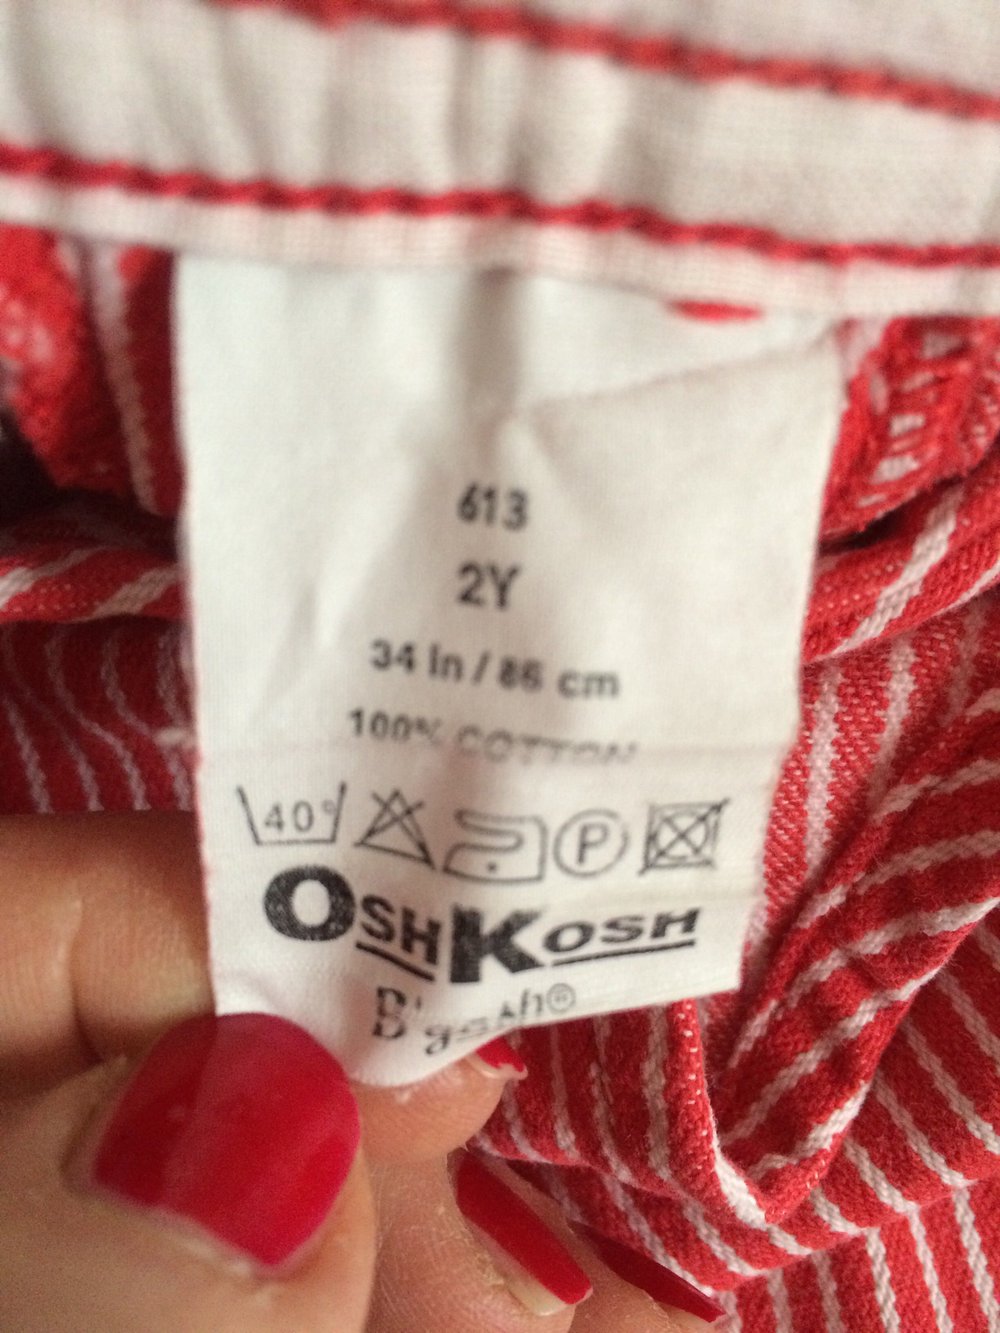 613
2Y
34 In / 86 cm
100% COTTON
40° P
OSHKOSH
B'gosh®